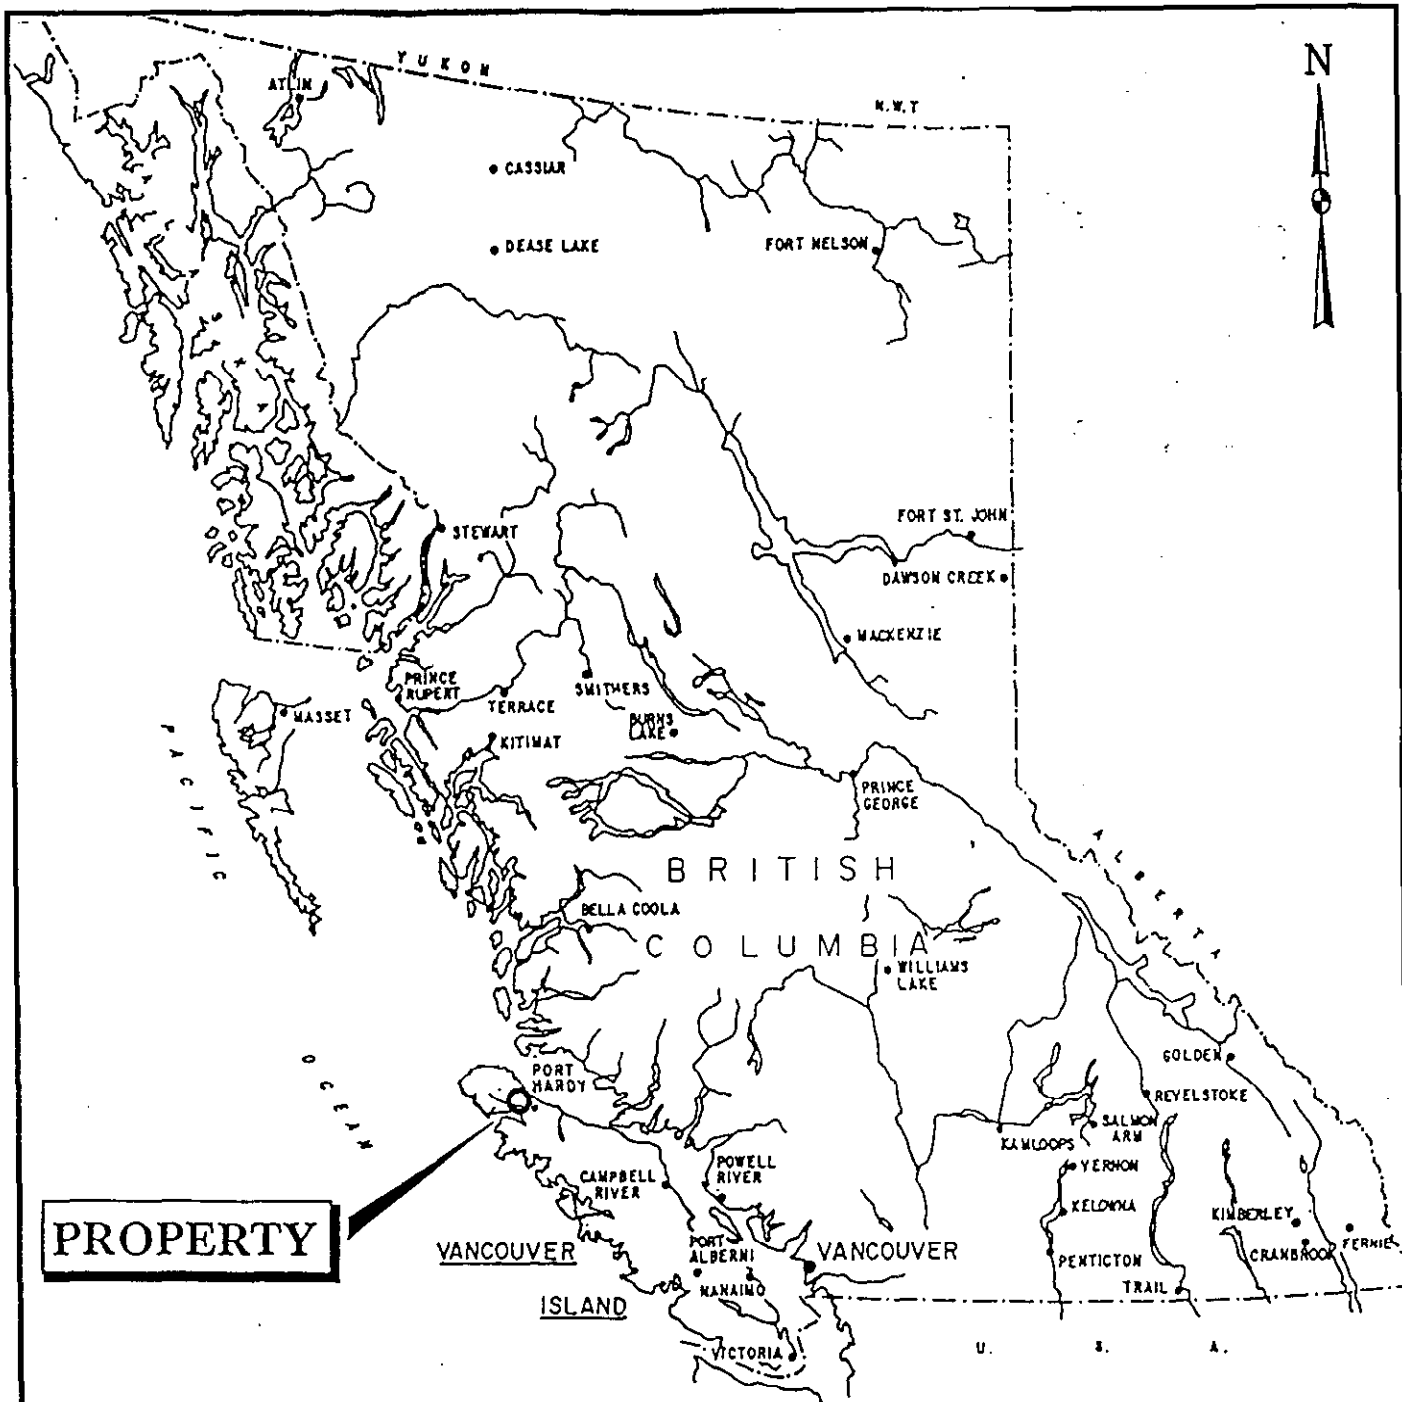 N
YUKON
N.W.T
ATLIN
CASSIAR
DEASE LAKE
FORT NELSON
ALASKA
STEWART
FORT ST. JOHN
DAWSON CREEK
MACKENZIE
PRINCE
RUPERT
TERRACE
SMITHERS
MASSET
BURNS
LAKE
KITIMAT
PACIFIC
OCEAN
PRINCE
GEORGE
ALBERTA
BRITISH
COLUMBIA
BELLA COOLA
WILLIAMS
LAKE
GOLDEN
PORT
HARDY
REVELSTOKE
SALMON
ARM
KAMLOOPS
CAMPBELL
RIVER
POWELL
RIVER
VERNON
KELOWNA
KIMBERLEY
PROPERTY
VANCOUVER
ISLAND
PORT
ALBERNI
VANCOUVER
PENTICTON
CRANBROOK
FERNIE
NANAIMO
TRAIL
VICTORIA
U. S. A.